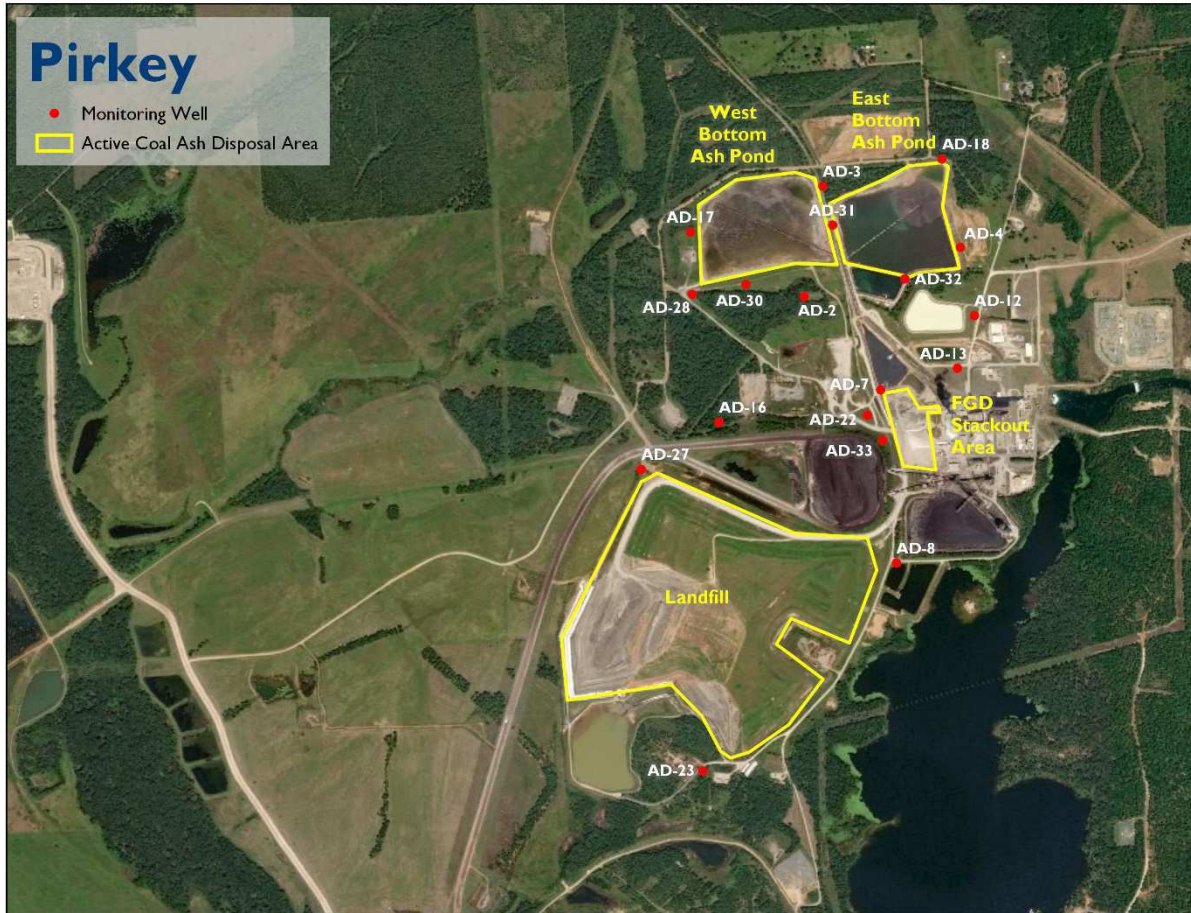 Pirkey
Monitoring Well
Active Coal Ash Disposal Area
West
Bottom
Ash Pond
East
Bottom
Ash Pond
AD-18
AD-3
AD-31
AD-17
AD-4
AD-32
AD-28
AD-30
AD-2
AD-12
AD-13
AD-7
AD-22
FGD
Stackout
Area
AD-16
AD-33
AD-27
AD-8
Landfill
AD-23